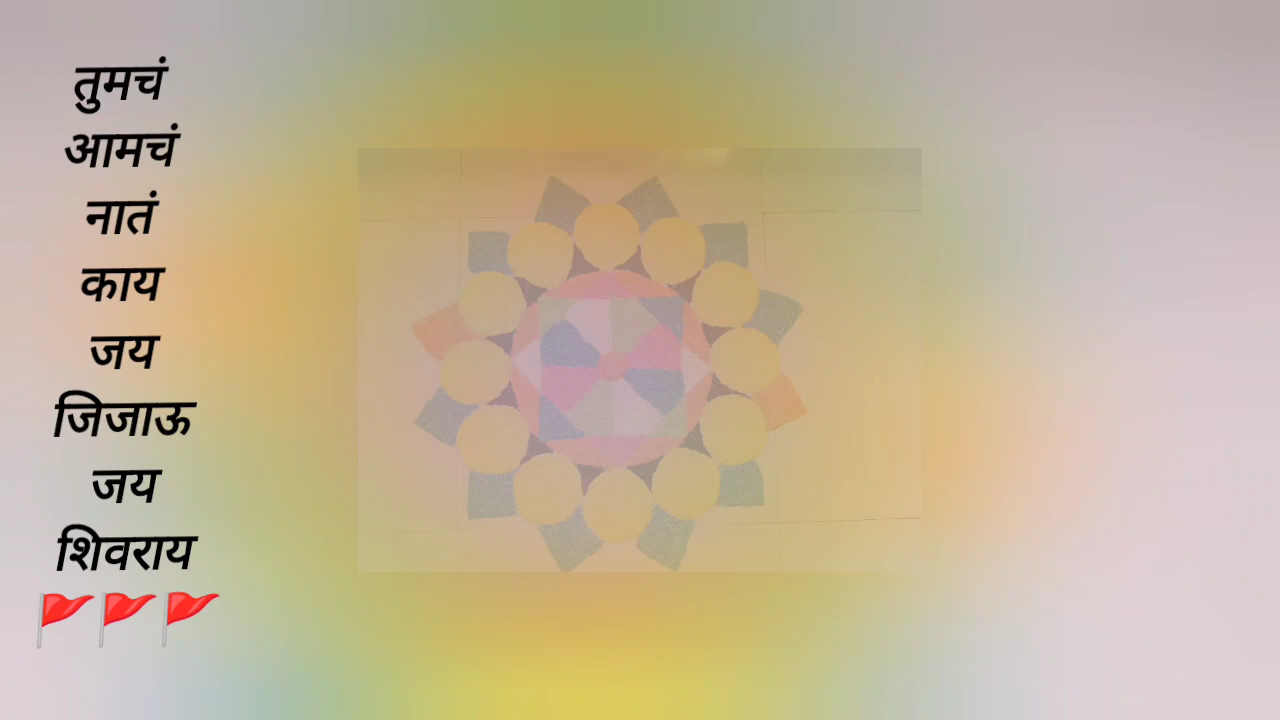 तुमचं
आमचं
नातं
काय
जय
जिजाऊ
जय
शिवराय
🚩🚩🚩